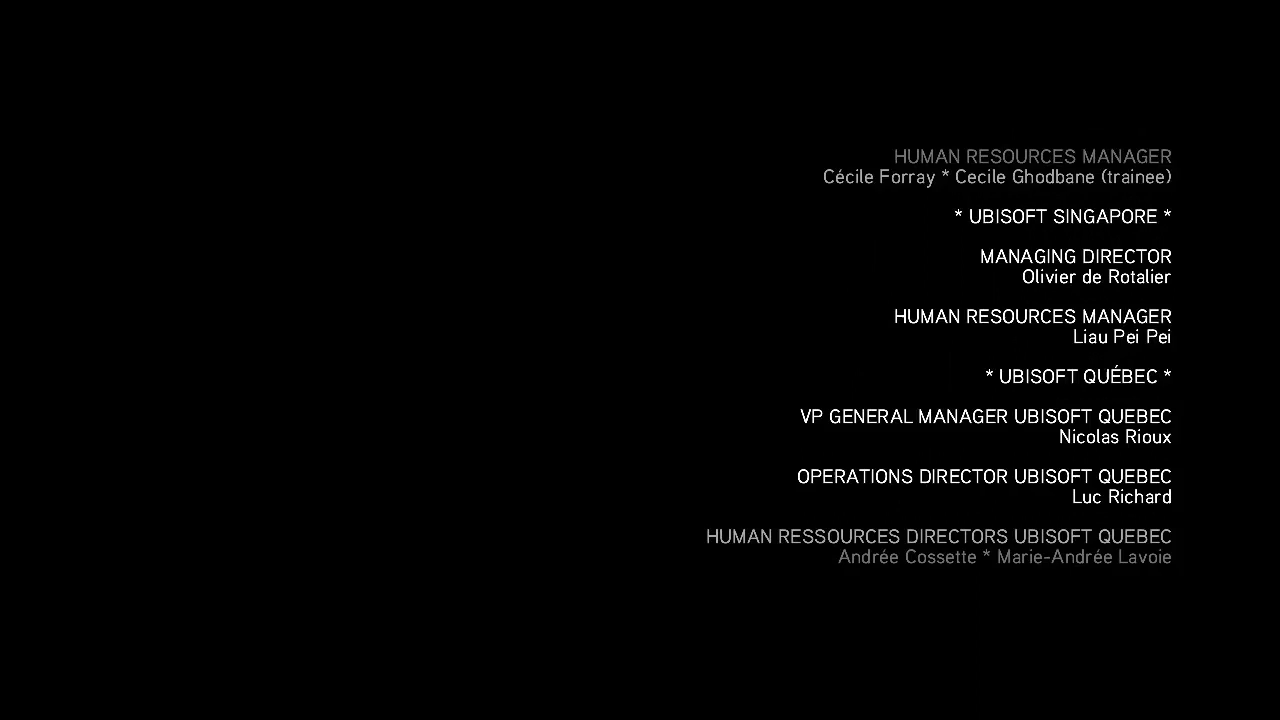 HUMAN RESOURCES MANAGER
Cécile Forray * Cecile Ghodbane (trainee)
* UBISOFT SINGAPORE *
MANAGING DIRECTOR
Olivier de Rotalier
HUMAN RESOURCES MANAGER
Liau Pei Pei
* UBISOFT QUÉBEC *
VP GENERAL MANAGER UBISOFT QUEBEC
Nicolas Rioux
OPERATIONS DIRECTOR UBISOFT QUEBEC
Luc Richard
HUMAN RESSOURCES DIRECTORS UBISOFT QUEBEC
Andrée Cossette * Marie-Andrée Lavoie